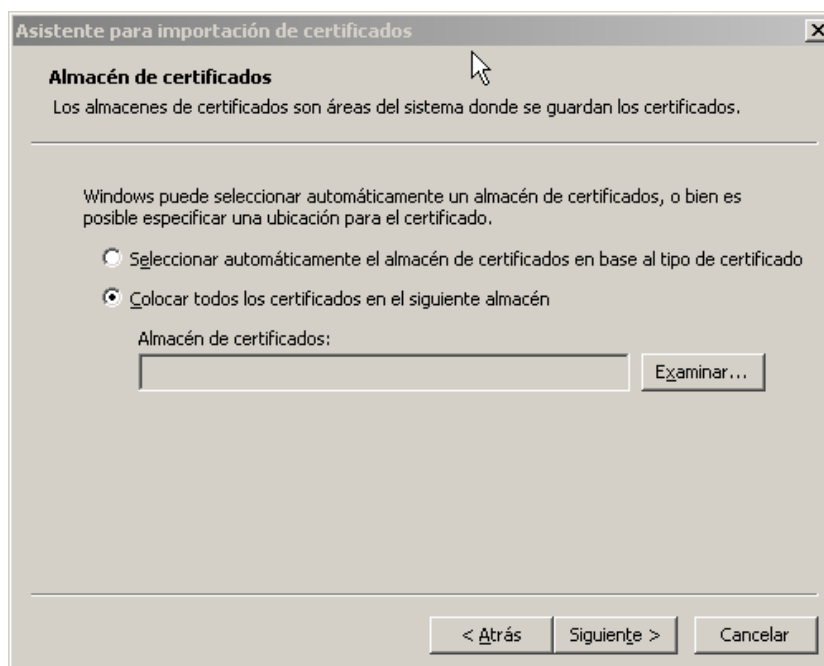 Asistente para importación de certificados
Almacén de certificados
Los almacenes de certificados son áreas del sistema donde se guardan los certificados.
Windows puede seleccionar automáticamente un almacén de certificados, o bien es
posible especificar una ubicación para el certificado.
Seleccionar automáticamente el almacén de certificados en base al tipo de certificado
Colocar todos los certificados en el siguiente almacén
Almacén de certificados:
Examinar...
< Atrás
Siguiente >
Cancelar